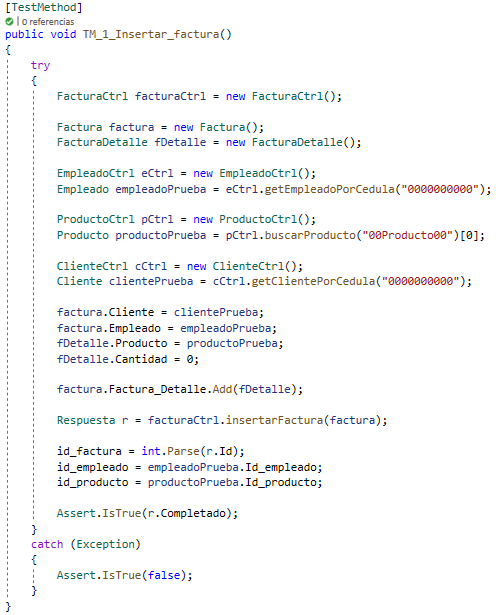 [TestMethod]
| 0 referencias
public void TM_1_Insertar_factura()
{
try
{
FacturaCtrl facturaCtrl = new FacturaCtrl();
Factura factura = new Factura();
FacturaDetalle fDetalle = new FacturaDetalle();
EmpleadoCtrl eCtrl = new EmpleadoCtrl();
Empleado empleadoPrueba = eCtrl.getEmpleadoPorCedula("0000000000");
ProductoCtrl pCtrl = new ProductoCtrl();
Producto productoPrueba = pCtrl.buscarProducto("00Producto00")[0];
ClienteCtrl cCtrl = new ClienteCtrl();
Cliente clientePrueba = cCtrl.getClientePorCedula("0000000000");
factura.Cliente = clientePrueba;
factura.Empleado = empleadoPrueba;
fDetalle.Producto = productoPrueba;
fDetalle.Cantidad = 0;
factura.Factura_Detalle.Add(fDetalle);
Respuesta r = facturaCtrl.insertarFactura(factura);
id_factura = int.Parse(r.Id);
id_empleado = empleadoPrueba.Id_empleado;
id_producto = productoPrueba.Id_producto;
Assert.IsTrue(r.Completado);
}
catch (Exception)
{
Assert.IsTrue(false);
}
}